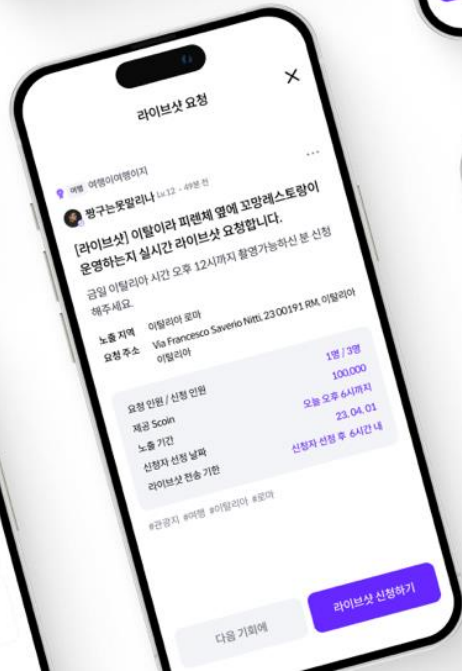 라이브샷 요청
여행 여행이여행이지
짱구는못말리나 Lv.12 · 49분 전
[라이브샷] 이탈이라 피렌체 옆에 꼬망레스토랑이
운영하는지 실시간 라이브샷 요청합니다.
금일 이탈리아 시간 오후 12시까지 촬영가능하신 분 신청
해주세요.
노출 지역 이탈리아 로마
요청 주소 Via Francesco Saverio Nitti, 23 00191 RM, 이탈리아
이탈리아
요청 인원 / 신청 인원 1명 / 3명
제공 Scoin 100,000
노출 기간 오늘 오후 6시까지
신청자 선정 날짜 23. 04. 01
라이브샷 전송 기한 신청자 선정 후 6시간 내
#관광지 #여행 #이탈리아 #로마
다음 기회에
라이브샷 신청하기